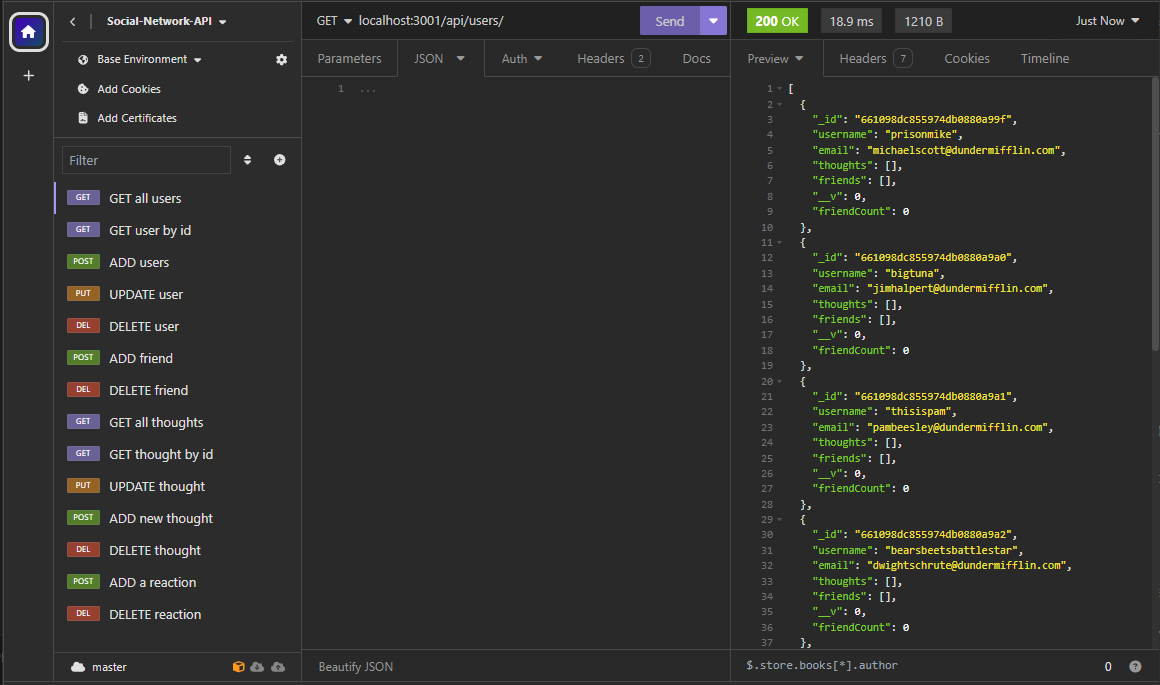 Social-Network-API
Base Environment
Add Cookies
Add Certificates
Filter
GET GET all users
GET GET user by id
POST ADD users
PUT UPDATE user
DEL DELETE user
POST ADD friend
DEL DELETE friend
GET GET all thoughts
GET GET thought by id
PUT UPDATE thought
POST ADD new thought
DEL DELETE thought
POST ADD a reaction
DEL DELETE reaction
master
GET localhost:3001/api/users/
Send
Parameters JSON Auth Headers 2 Docs
1 ...
Beautify JSON
200 OK 18.9 ms 1210 B Just Now
Preview Headers 7 Cookies Timeline
1 [
2 {
3 "_id": "661098dc855974db0880a99f",
4 "username": "prisonmike",
5 "email": "michaelscott@dundermifflin.com",
6 "thoughts": [],
7 "friends": [],
8 "__v": 0,
9 "friendCount": 0
10 },
11 {
12 "_id": "661098dc855974db0880a9a0",
13 "username": "bigtuna",
14 "email": "jimhalpert@dundermifflin.com",
15 "thoughts": [],
16 "friends": [],
17 "__v": 0,
18 "friendCount": 0
19 },
20 {
21 "_id": "661098dc855974db0880a9a1",
22 "username": "thisispam",
23 "email": "pambeesley@dundermifflin.com",
24 "thoughts": [],
25 "friends": [],
26 "__v": 0,
27 "friendCount": 0
28 },
29 {
30 "_id": "661098dc855974db0880a9a2",
31 "username": "bearsbeetsbattlestar",
32 "email": "dwightschrute@dundermifflin.com",
33 "thoughts": [],
34 "friends": [],
35 "__v": 0,
36 "friendCount": 0
37 },
$.store.books[*].author 0 ?